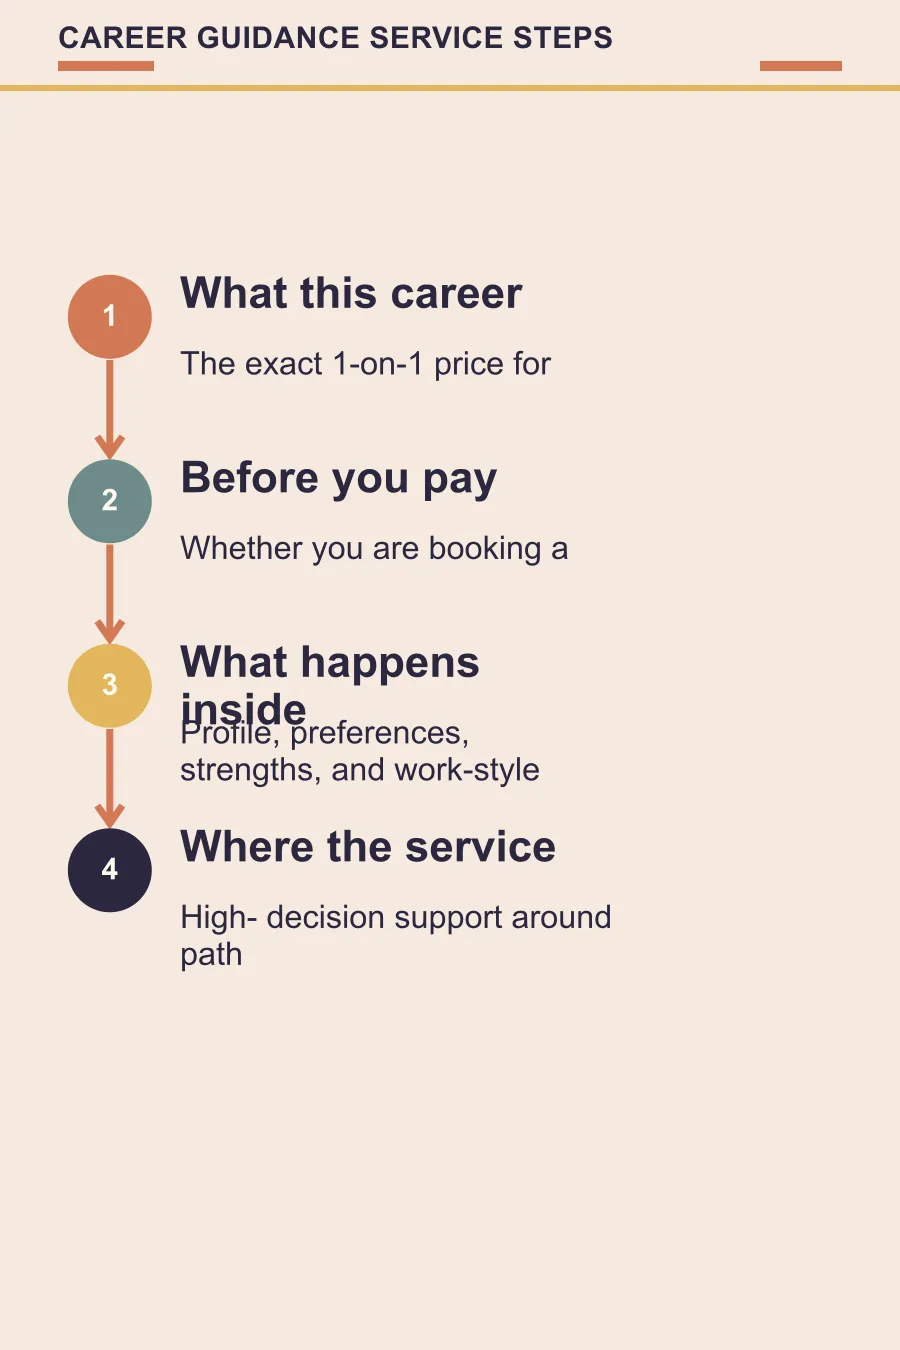 CAREER GUIDANCE SERVICE STEPS
1
What this career
The exact 1-on-1 price for
2
Before you pay
Whether you are booking a
3
What happens
inside
Profile, preferences,
strengths, and work-style
4
Where the service
High- decision support around
path